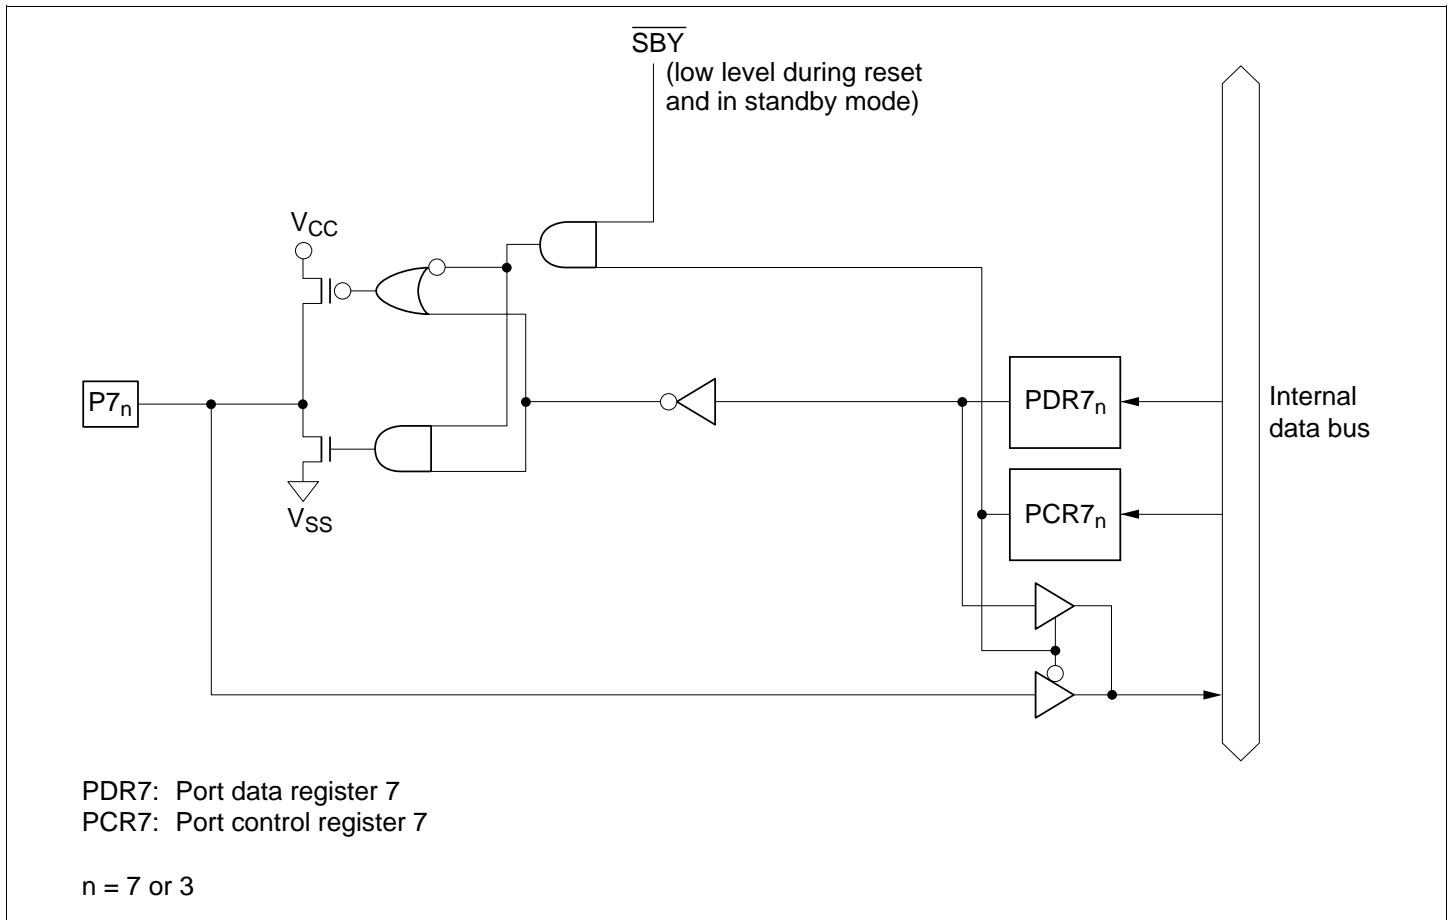 SBY
(low level during reset
and in standby mode)
VCC
P7n
PDR7n
Internal
data bus
PCR7n
VSS
PDR7: Port data register 7
PCR7: Port control register 7
n = 7 or 3